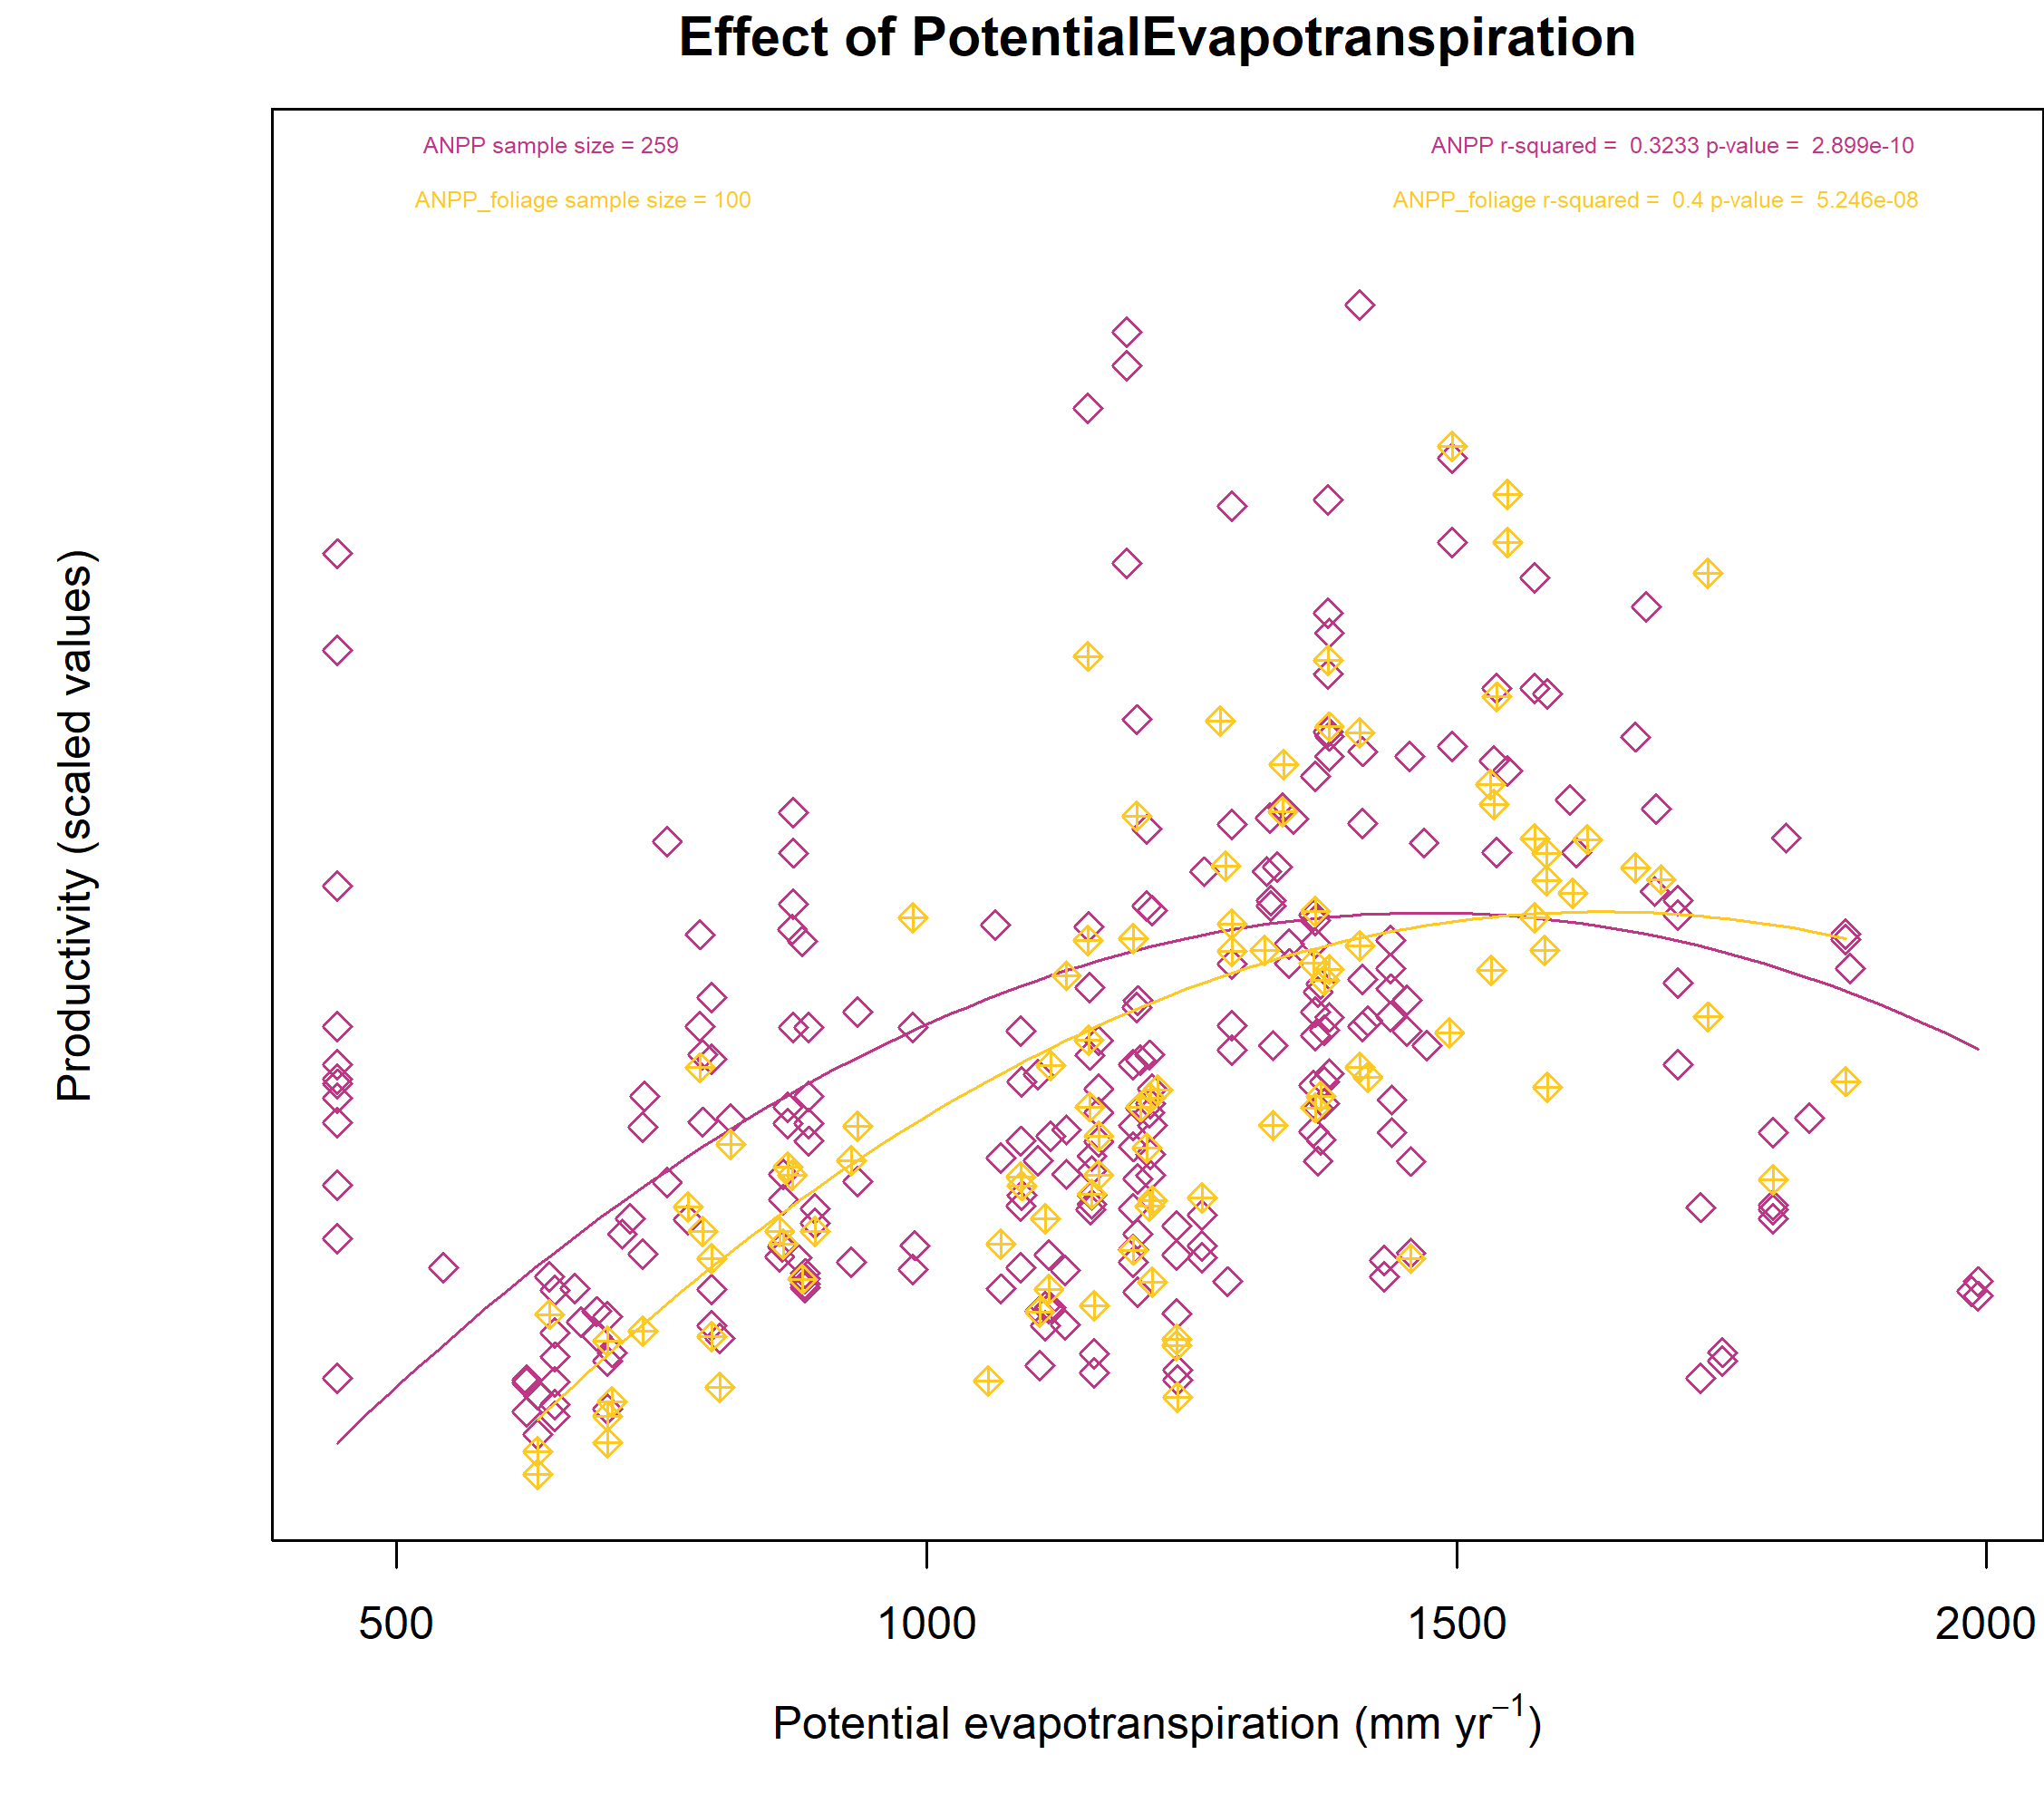 Effect of PotentialEvapotranspiration
ANPP sample size = 259
ANPP r-squared =  0.3233 p-value =  2.899e-10
ANPP_foliage sample size = 100
ANPP_foliage r-squared =  0.4 p-value =  5.246e-08
Productivity (scaled values)
500 1000 1500 2000
Potential evapotranspiration (mm yr⁻¹)